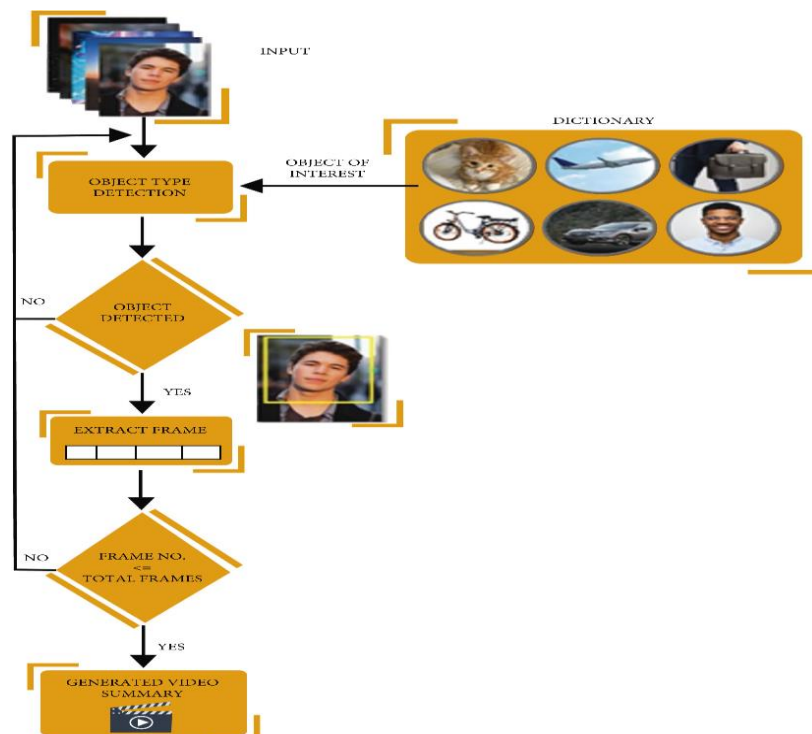 INPUT
DICTIONARY
OBJECT OF
INTEREST
OBJECT TYPE
DETECTION
NO
OBJECT
DETECTED
YES
EXTRACT FRAME
NO
FRAME NO.
<=
TOTAL FRAMES
YES
GENERATED VIDEO
SUMMARY